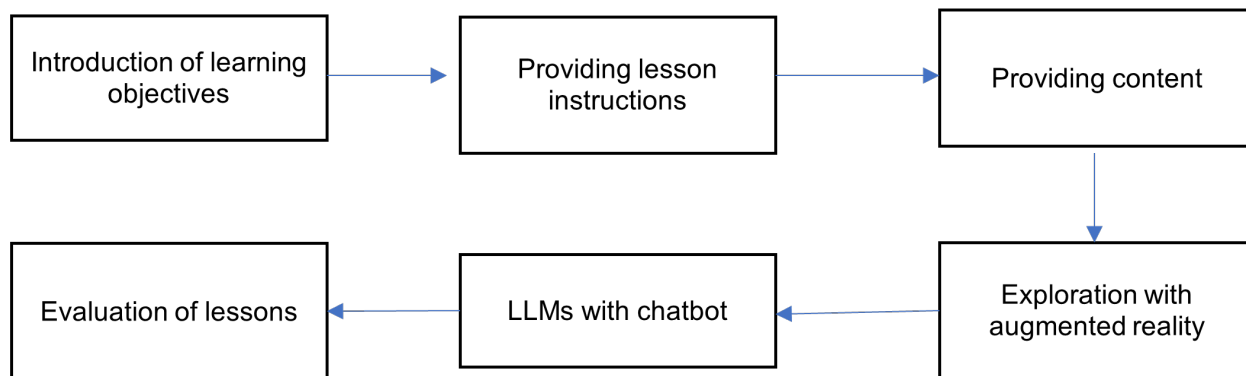 Introduction of learning
objectives
Providing lesson
instructions
Providing content
Exploration with
augmented reality
LLMs with chatbot
Evaluation of lessons